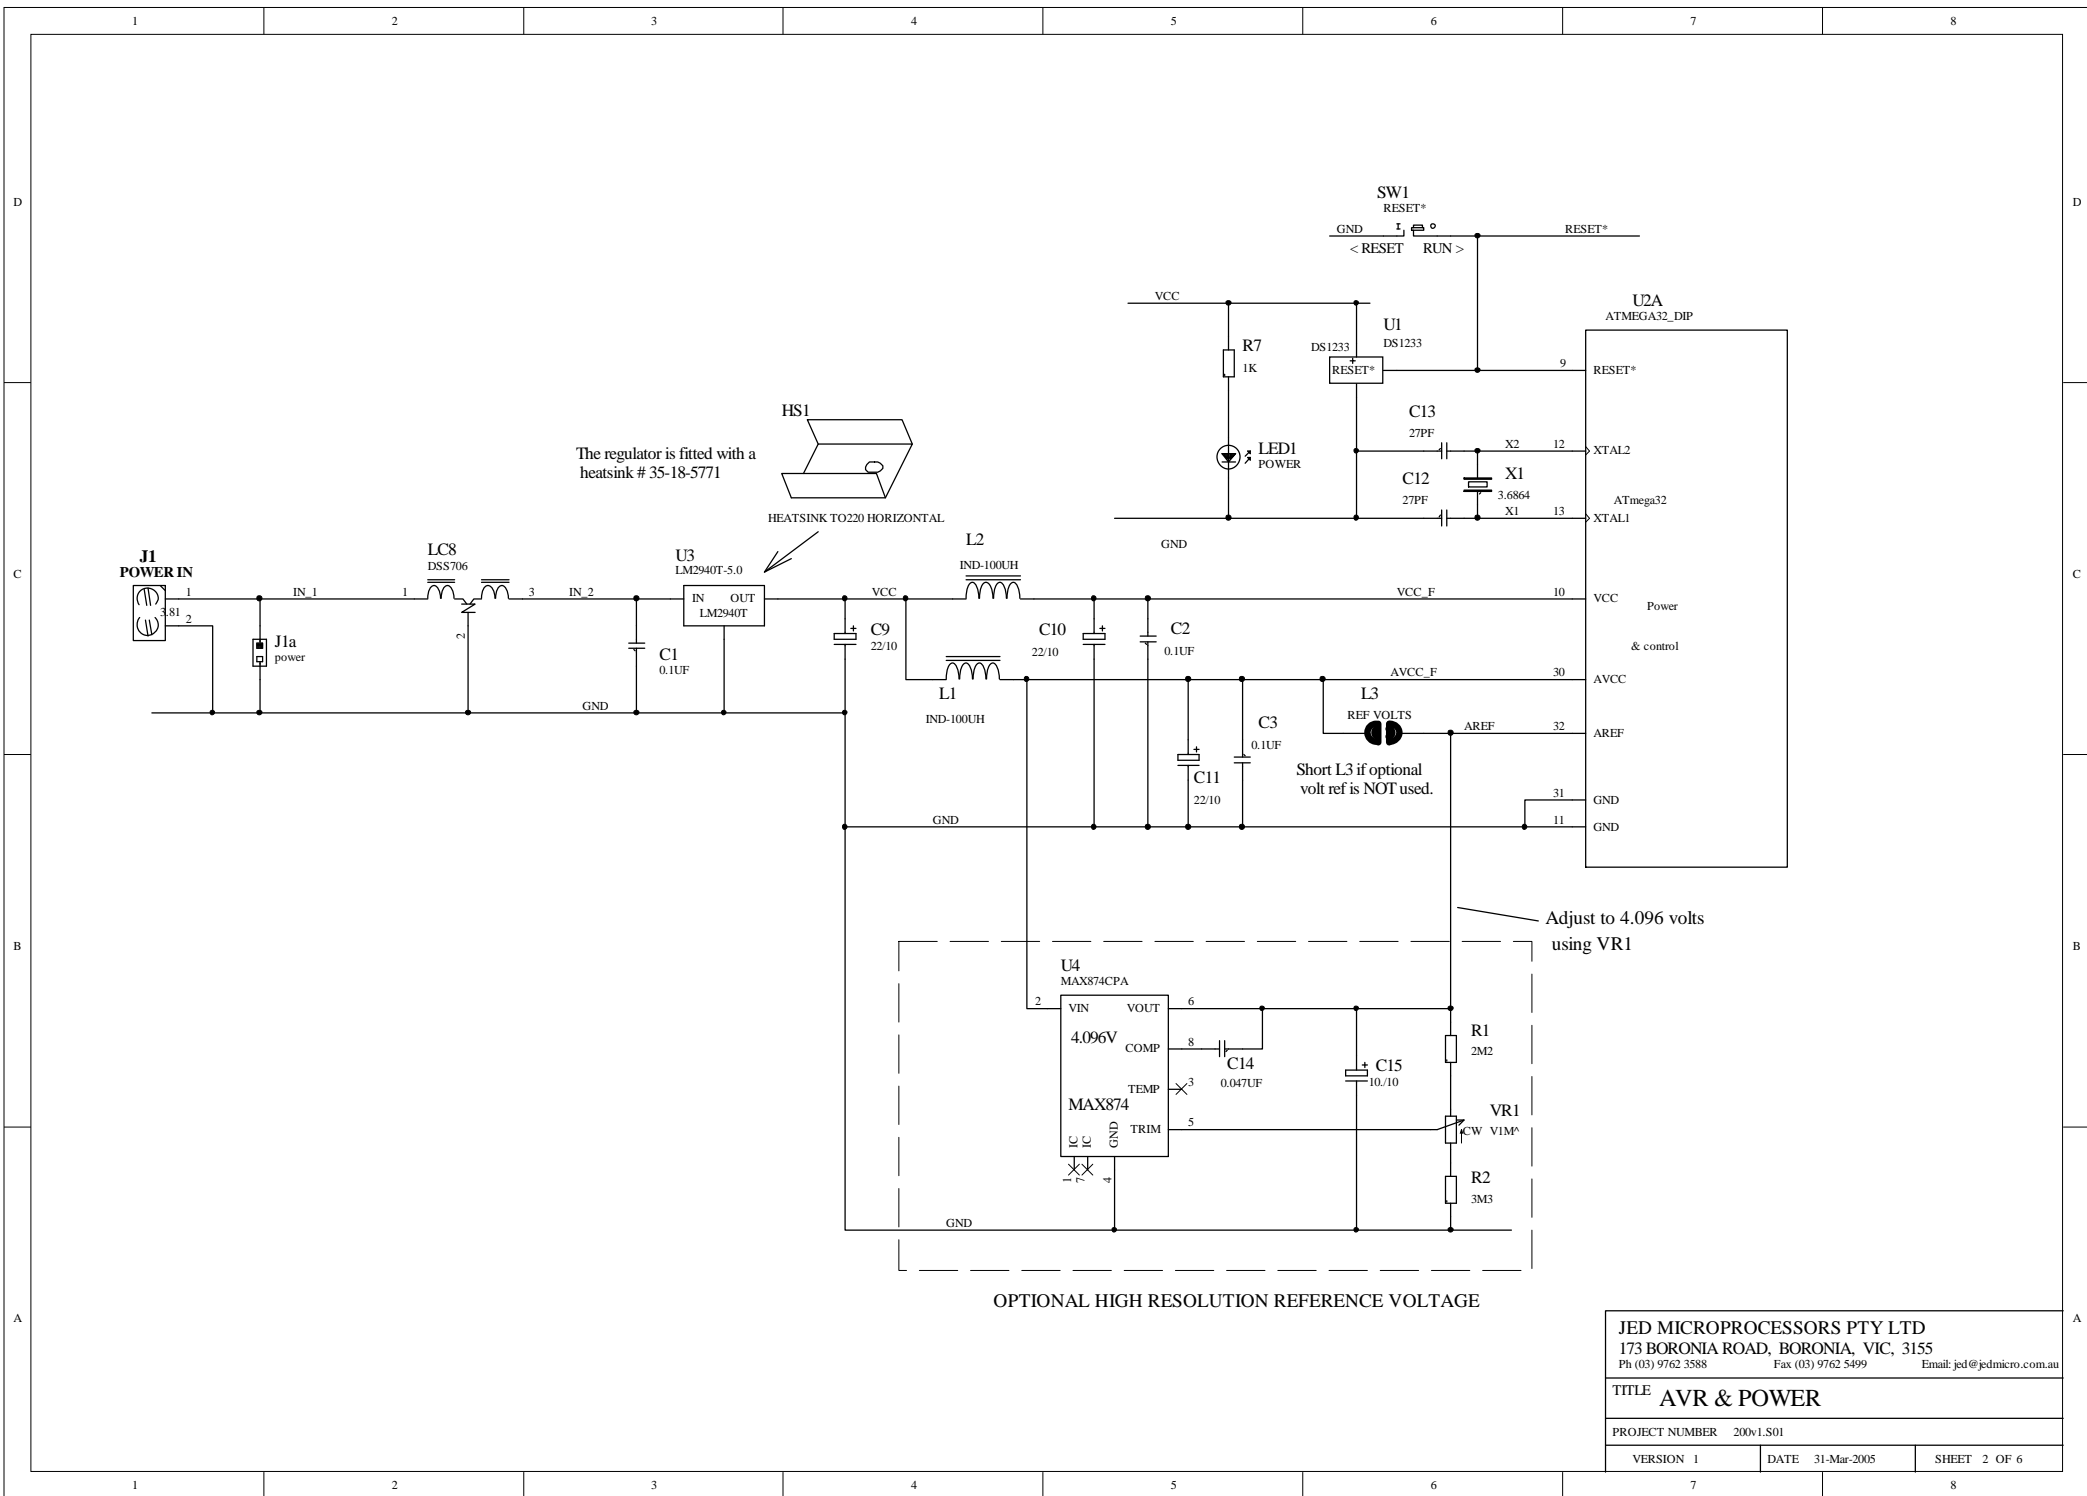 1 2 3 4 5 6 7 8
D
D
SW1
RESET*
GND
I
O
RESET*
< RESET RUN >
VCC
U2A
ATMEGA32_DIP
U1
DS1233
DS1233
+
RESET*
R7
1K
9
RESET*
HS1
C13
27PF
X2
12
XTAL2
The regulator is fitted with a
heatsink # 35-18-5771
LED1
POWER
C12
27PF
X1
3.6864
X1
13
XTAL1
ATmega32
HEATSINK TO220 HORIZONTAL
GND
C
C
J1
POWER IN
3.81
1
2
IN_1
LC8
DSS706
1
2
3
IN_2
U3
LM2940T-5.0
IN OUT
LM2940T
VCC
L2
IND-100UH
VCC_F
10
VCC
Power
& control
J1a
power
C1
0.1UF
+
C9
22/10
+
C10
22/10
C2
0.1UF
GND
L1
IND-100UH
AVCC_F
30
AVCC
L3
REF VOLTS
AREF
32
AREF
+
C11
22/10
C3
0.1UF
Short L3 if optional
volt ref is NOT used.
31
GND
GND
11
GND
Adjust to 4.096 volts
using VR1
B
B
U4
MAX874CPA
2
VIN
VOUT
6
4.096V
COMP
8
C14
0.047UF
TEMP
3
MAX874
TRIM
5
IC
IC
GND
1
7
4
+
C15
10./10
R1
2M2
VR1
CW V1M^
R2
3M3
GND
OPTIONAL HIGH RESOLUTION REFERENCE VOLTAGE
A
A
JED MICROPROCESSORS PTY LTD
173 BORONIA ROAD, BORONIA, VIC, 3155
Ph (03) 9762 3588 Fax (03) 9762 5499 Email: jed@jedmicro.com.au
TITLE AVR & POWER
PROJECT NUMBER 200v1.S01
VERSION 1 DATE 31-Mar-2005 SHEET 2 OF 6
1 2 3 4 5 6 7 8